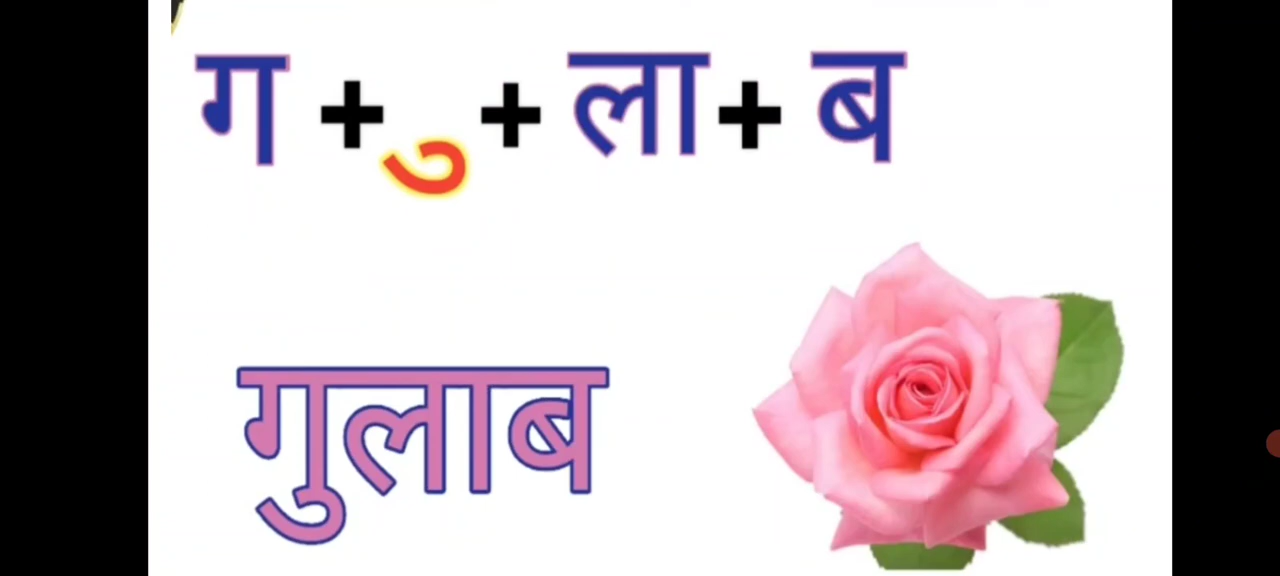 ग + ु + ला + ब
गुलाब